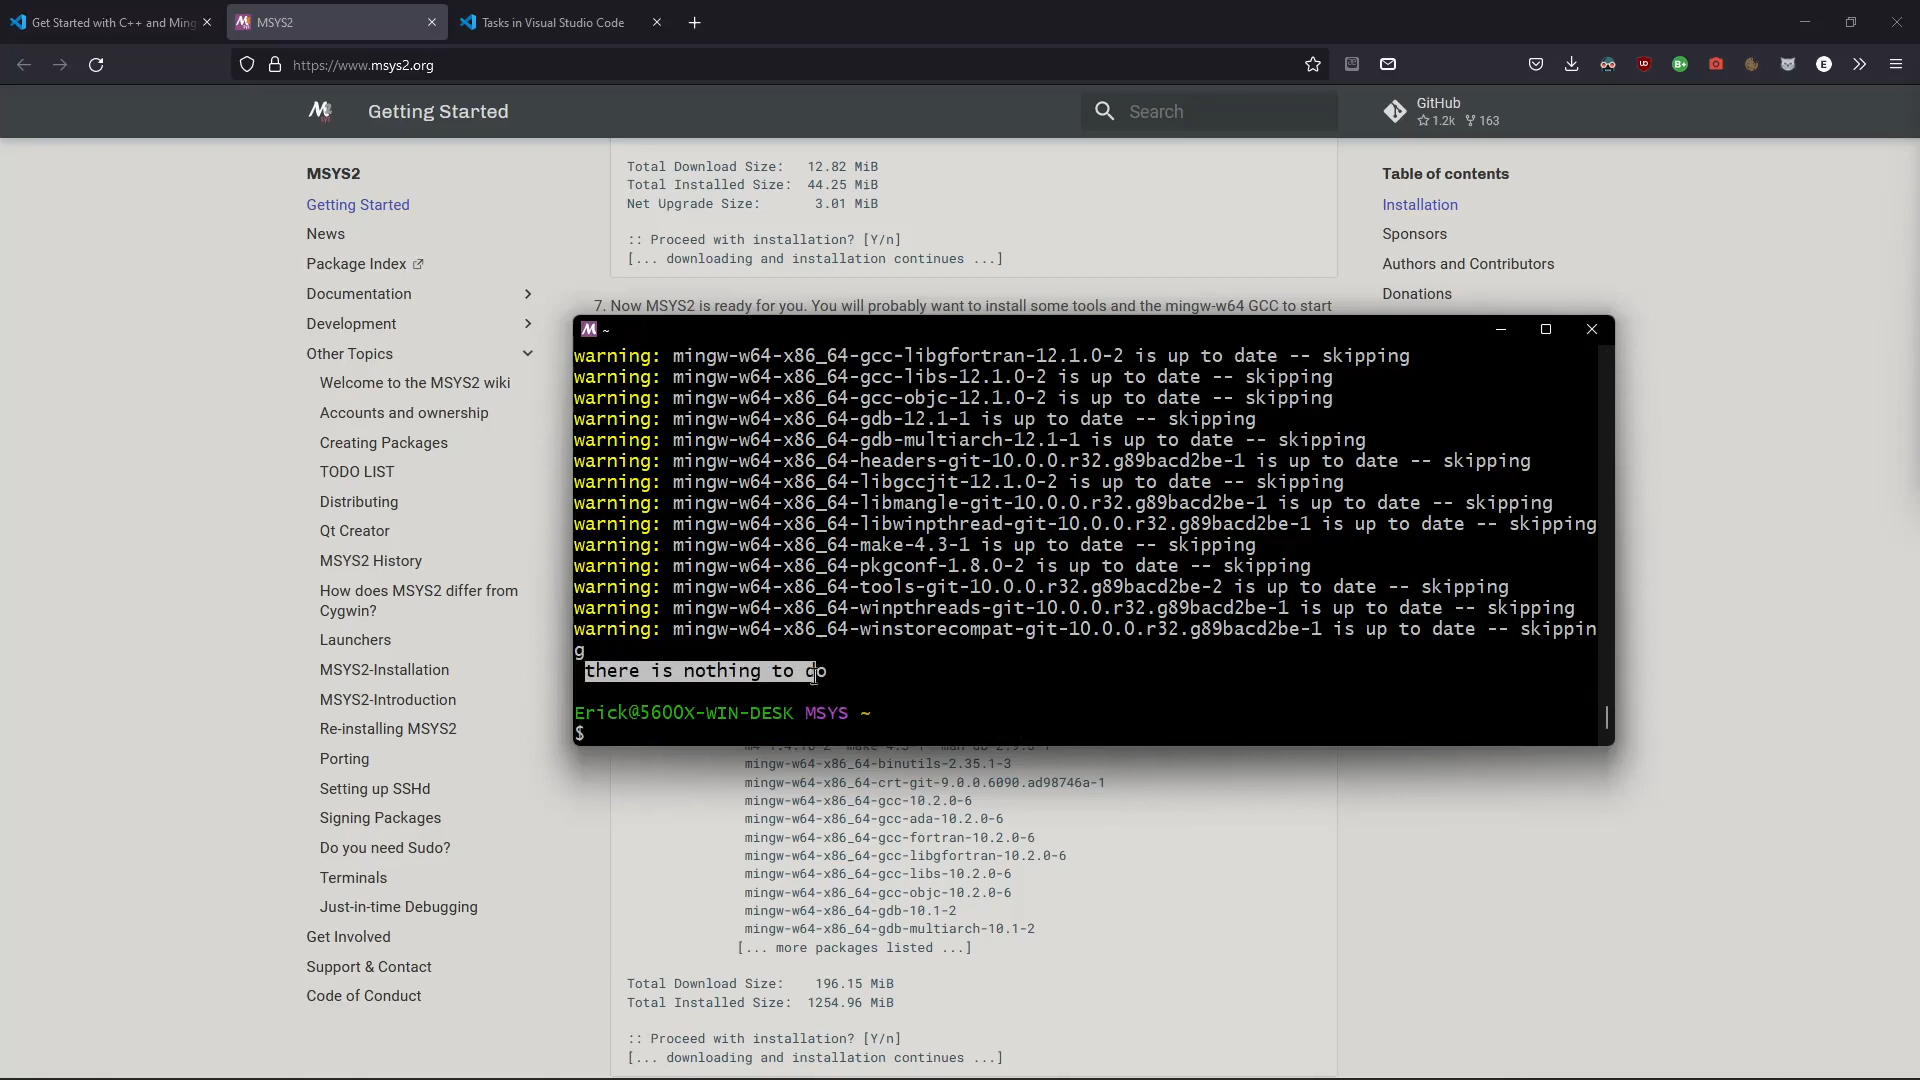 Get Started with C++ and Ming
MSYS2
Tasks in Visual Studio Code
https://www.msys2.org
Getting Started
Search
GitHub
1.2k 163
MSYS2
Getting Started
News
Package Index
Documentation
Development
Other Topics
Welcome to the MSYS2 wiki
Accounts and ownership
Creating Packages
TODO LIST
Distributing
Qt Creator
MSYS2 History
How does MSYS2 differ from
Cygwin?
Launchers
MSYS2-Installation
MSYS2-Introduction
Re-installing MSYS2
Porting
Setting up SSHd
Signing Packages
Do you need Sudo?
Terminals
Just-in-time Debugging
Get Involved
Support & Contact
Code of Conduct
Total Download Size: 12.82 MiB
Total Installed Size: 44.25 MiB
Net Upgrade Size: 3.01 MiB
:: Proceed with installation? [Y/n]
[... downloading and installation continues ...]
7. Now MSYS2 is ready for you. You will probably want to install some tools and the mingw-w64 GCC to start
~
warning: mingw-w64-x86_64-gcc-libgfortran-12.1.0-2 is up to date -- skipping
warning: mingw-w64-x86_64-gcc-libs-12.1.0-2 is up to date -- skipping
warning: mingw-w64-x86_64-gcc-objc-12.1.0-2 is up to date -- skipping
warning: mingw-w64-x86_64-gdb-12.1-1 is up to date -- skipping
warning: mingw-w64-x86_64-gdb-multiarch-12.1-1 is up to date -- skipping
warning: mingw-w64-x86_64-headers-git-10.0.0.r32.g89bacd2be-1 is up to date -- skipping
warning: mingw-w64-x86_64-libgccjit-12.1.0-2 is up to date -- skipping
warning: mingw-w64-x86_64-libmangle-git-10.0.0.r32.g89bacd2be-1 is up to date -- skipping
warning: mingw-w64-x86_64-libwinpthread-git-10.0.0.r32.g89bacd2be-1 is up to date -- skipping
warning: mingw-w64-x86_64-make-4.3-1 is up to date -- skipping
warning: mingw-w64-x86_64-pkgconf-1.8.0-2 is up to date -- skipping
warning: mingw-w64-x86_64-tools-git-10.0.0.r32.g89bacd2be-2 is up to date -- skipping
warning: mingw-w64-x86_64-winpthreads-git-10.0.0.r32.g89bacd2be-1 is up to date -- skipping
warning: mingw-w64-x86_64-winstorecompat-git-10.0.0.r32.g89bacd2be-1 is up to date -- skippin
g
there is nothing to do
Erick@5600X-WIN-DESK MSYS ~
$
mingw-w64-x86_64-binutils-2.35.1-3
mingw-w64-x86_64-crt-git-9.0.0.6090.ad98746a-1
mingw-w64-x86_64-gcc-10.2.0-6
mingw-w64-x86_64-gcc-ada-10.2.0-6
mingw-w64-x86_64-gcc-fortran-10.2.0-6
mingw-w64-x86_64-gcc-libgfortran-10.2.0-6
mingw-w64-x86_64-gcc-libs-10.2.0-6
mingw-w64-x86_64-gcc-objc-10.2.0-6
mingw-w64-x86_64-gdb-10.1-2
mingw-w64-x86_64-gdb-multiarch-10.1-2
[... more packages listed ...]
Total Download Size: 196.15 MiB
Total Installed Size: 1254.96 MiB
:: Proceed with installation? [Y/n]
[... downloading and installation continues ...]
Table of contents
Installation
Sponsors
Authors and Contributors
Donations